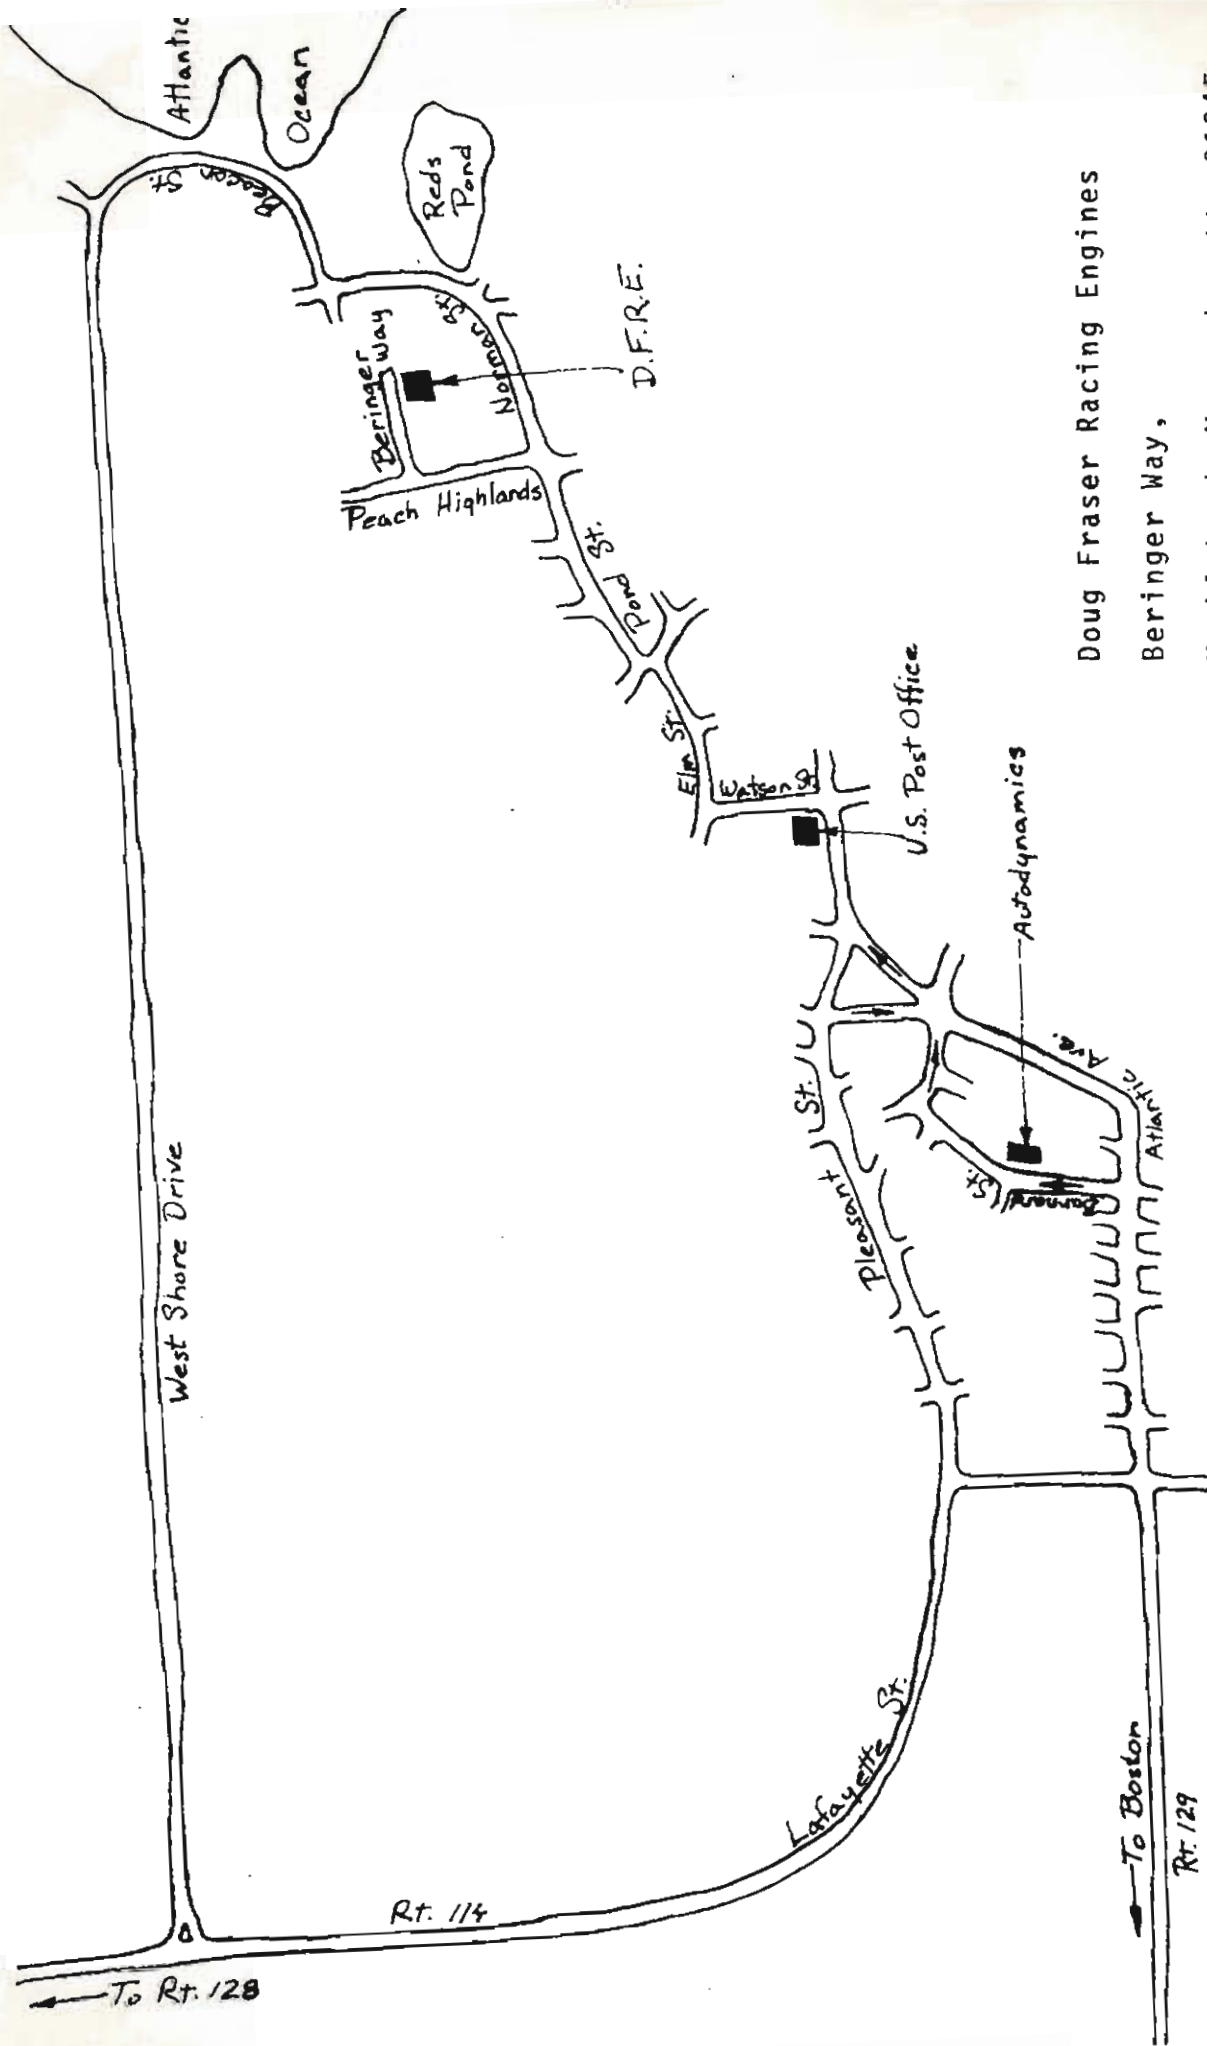 Atlantic
Ocean
Reds
Pond
Beacon
St.
Beringer
Way
Norman St.
D.F.R.E.
Peach Highlands
Pond St.
Elm St.
Watson St.
U.S. Post Office
Autodynamics
Atlantic Ave.
St.
Pleasant St.
West Shore Drive
Lafayette St.
Rt. 114
To Rt. 128
To Boston
Rt. 129
Doug Fraser Racing Engines
Beringer Way,